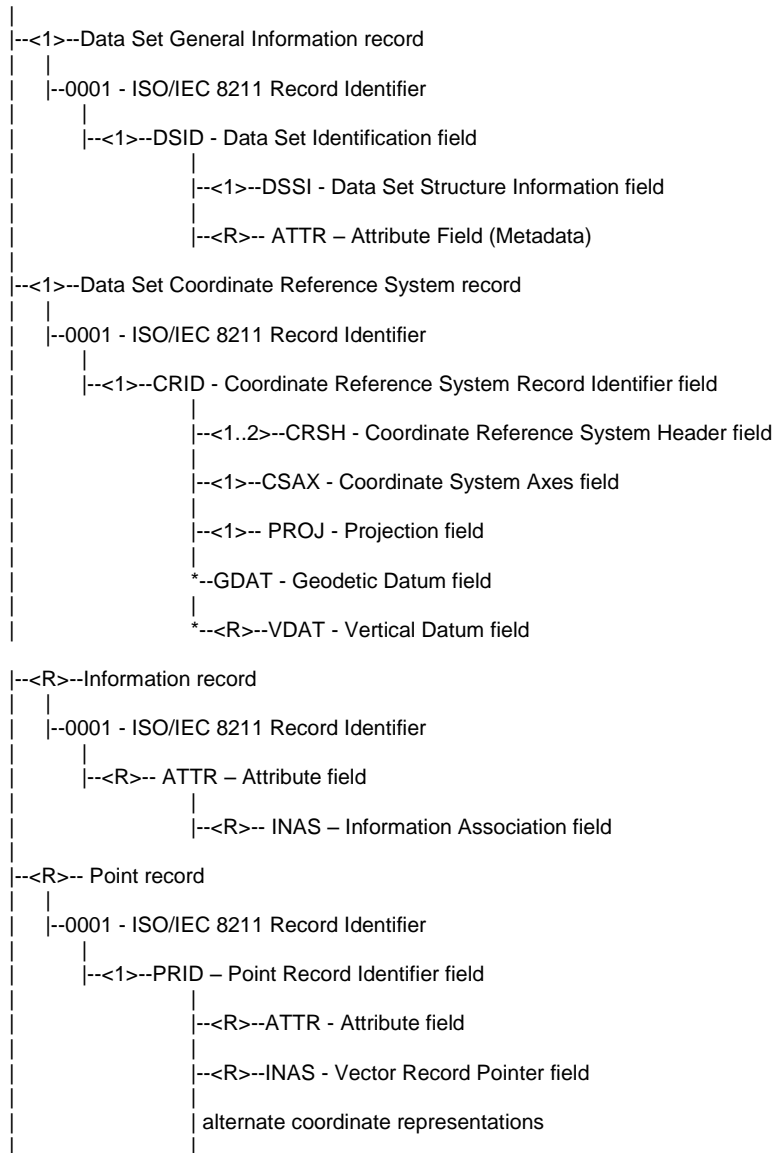 |
|--<1>--Data Set General Information record
| |
| |--0001 - ISO/IEC 8211 Record Identifier
| |
| |--<1>--DSID - Data Set Identification field
| |
| |--<1>--DSSI - Data Set Structure Information field
| |
| |--<R>-- ATTR – Attribute Field (Metadata)
|
|--<1>--Data Set Coordinate Reference System record
| |
| |--0001 - ISO/IEC 8211 Record Identifier
| |
| |--<1>--CRID - Coordinate Reference System Record Identifier field
| |
| |--<1..2>--CRSH - Coordinate Reference System Header field
| |
| |--<1>--CSAX - Coordinate System Axes field
| |
| |--<1>-- PROJ - Projection field
| |
| *--GDAT - Geodetic Datum field
| |
| *--<R>--VDAT - Vertical Datum field
|--<R>--Information record
| |
| |--0001 - ISO/IEC 8211 Record Identifier
| |
| |--<R>-- ATTR – Attribute field
| |
| |--<R>-- INAS – Information Association field
|
|--<R>-- Point record
| |
| |--0001 - ISO/IEC 8211 Record Identifier
| |
| |--<1>--PRID – Point Record Identifier field
| |
| |--<R>--ATTR - Attribute field
| |
| |--<R>--INAS - Vector Record Pointer field
| |
| | alternate coordinate representations
| |